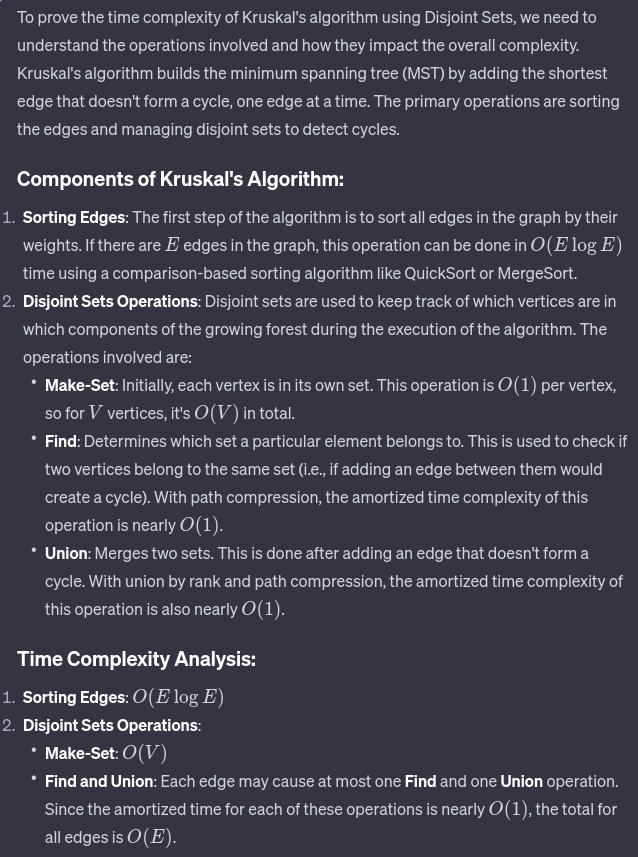 To prove the time complexity of Kruskal's algorithm using Disjoint Sets, we need to
understand the operations involved and how they impact the overall complexity.
Kruskal's algorithm builds the minimum spanning tree (MST) by adding the shortest
edge that doesn't form a cycle, one edge at a time. The primary operations are sorting
the edges and managing disjoint sets to detect cycles.
Components of Kruskal's Algorithm:
1. Sorting Edges: The first step of the algorithm is to sort all edges in the graph by their
weights. If there are E edges in the graph, this operation can be done in O(E log E)
time using a comparison-based sorting algorithm like QuickSort or MergeSort.
2. Disjoint Sets Operations: Disjoint sets are used to keep track of which vertices are in
which components of the growing forest during the execution of the algorithm. The
operations involved are:
• Make-Set: Initially, each vertex is in its own set. This operation is O(1) per vertex,
so for V vertices, it's O(V) in total.
• Find: Determines which set a particular element belongs to. This is used to check if
two vertices belong to the same set (i.e., if adding an edge between them would
create a cycle). With path compression, the amortized time complexity of this
operation is nearly O(1).
• Union: Merges two sets. This is done after adding an edge that doesn't form a
cycle. With union by rank and path compression, the amortized time complexity of
this operation is also nearly O(1).
Time Complexity Analysis:
1. Sorting Edges: O(E log E)
2. Disjoint Sets Operations:
• Make-Set: O(V)
• Find and Union: Each edge may cause at most one Find and one Union operation.
Since the amortized time for each of these operations is nearly O(1), the total for
all edges is O(E).